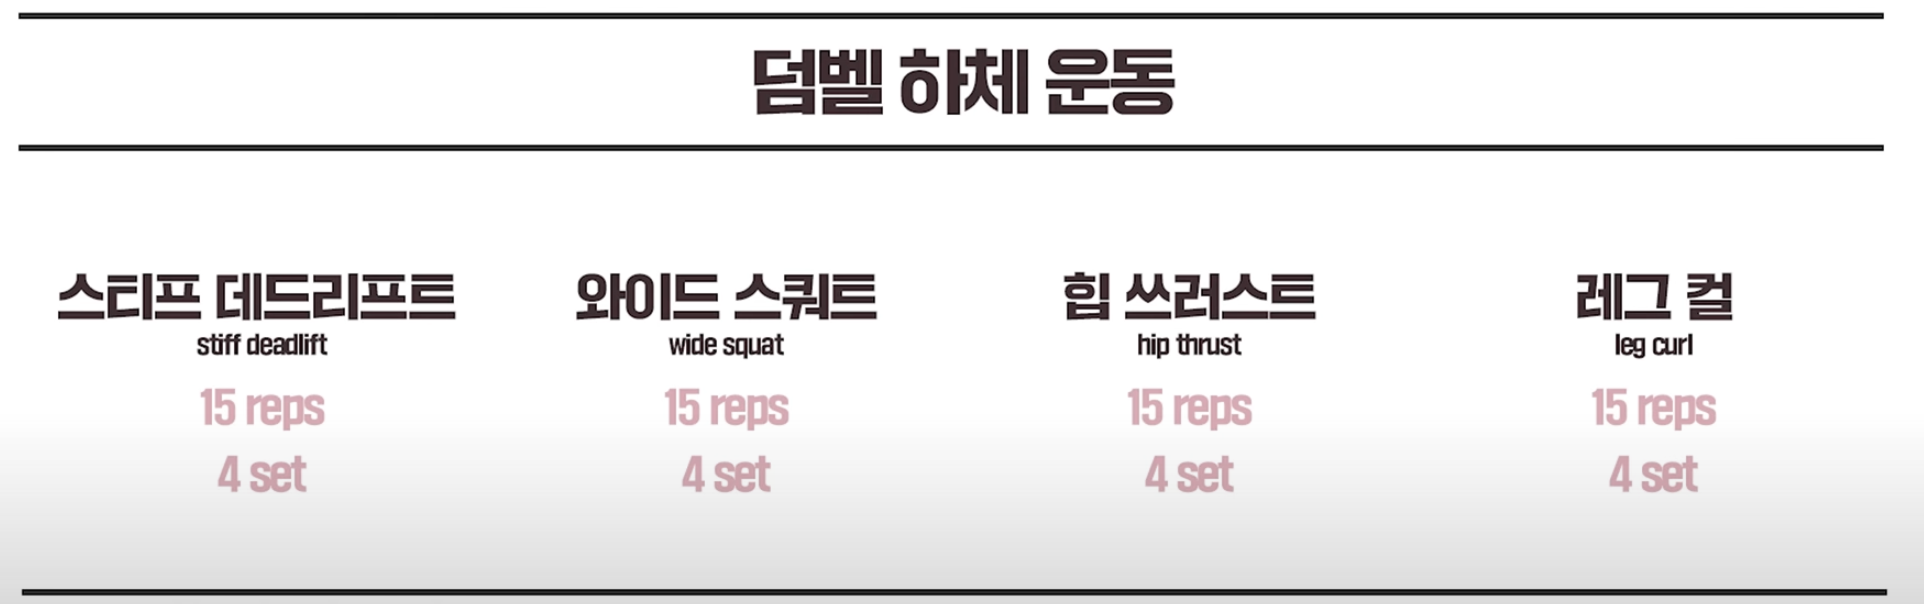 덤벨 하체 운동
스티프 데드리프트
stiff deadlift
15 reps
4 set
와이드 스쿼트
wide squat
15 reps
4 set
힙 쓰러스트
hip thrust
15 reps
4 set
레그 컬
leg curl
15 reps
4 set